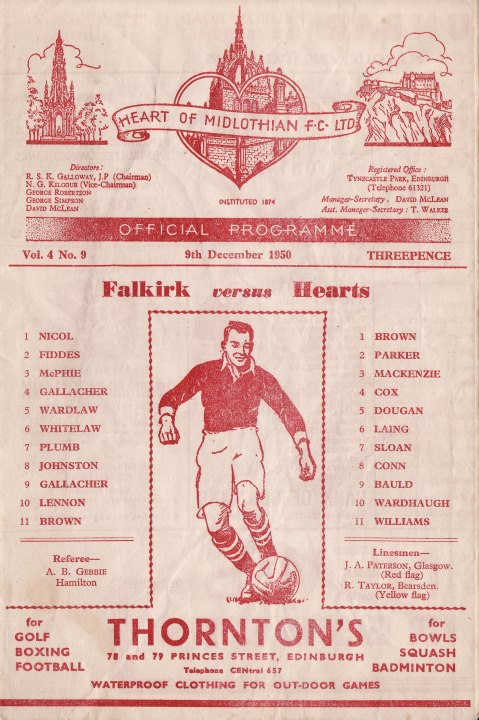 HEART OF MIDLOTHIAN F·C· LTD
INSTITUTED 1874
Directors :
R. S. K. GALLOWAY, J.P (Chairman)
N. G. KILGOUR (Vice-Chairman)
GEORGE ROBERTSON
GEORGE SIMPSON
DAVID MCLEAN
Registered Office :
TYNECASTLE PARK, EDINBURGH
(Telephone 61321)
Manager-Secretary . DAVID MCLEAN
Asst. Manager-Secretary : T. WALKER
OFFICIAL PROGRAMME
Vol. 4 No. 9 9th December 1950 THREEPENCE
Falkirk versus Hearts
1 NICOL
2 FIDDES
3 McPHIE
4 GALLACHER
5 WARDLAW
6 WHITELAW
7 PLUMB
8 JOHNSTON
9 GALLACHER
10 LENNON
11 BROWN
Referee—
A. B. GEBBIE
Hamilton
1 BROWN
2 PARKER
3 MACKENZIE
4 COX
5 DOUGAN
6 LAING
7 SLOAN
8 CONN
9 BAULD
10 WARDHAUGH
11 WILLIAMS
Linesmen—
J. A. PATERSON, Glasgow.
(Red flag)
R. TAYLOR, Bearsden.
(Yellow flag)
for
GOLF
BOXING
FOOTBALL
THORNTON'S
78 and 79 PRINCES STREET, EDINBURGH
Telephone CENtral 657
for
BOWLS
SQUASH
BADMINTON
WATERPROOF CLOTHING FOR OUT-DOOR GAMES